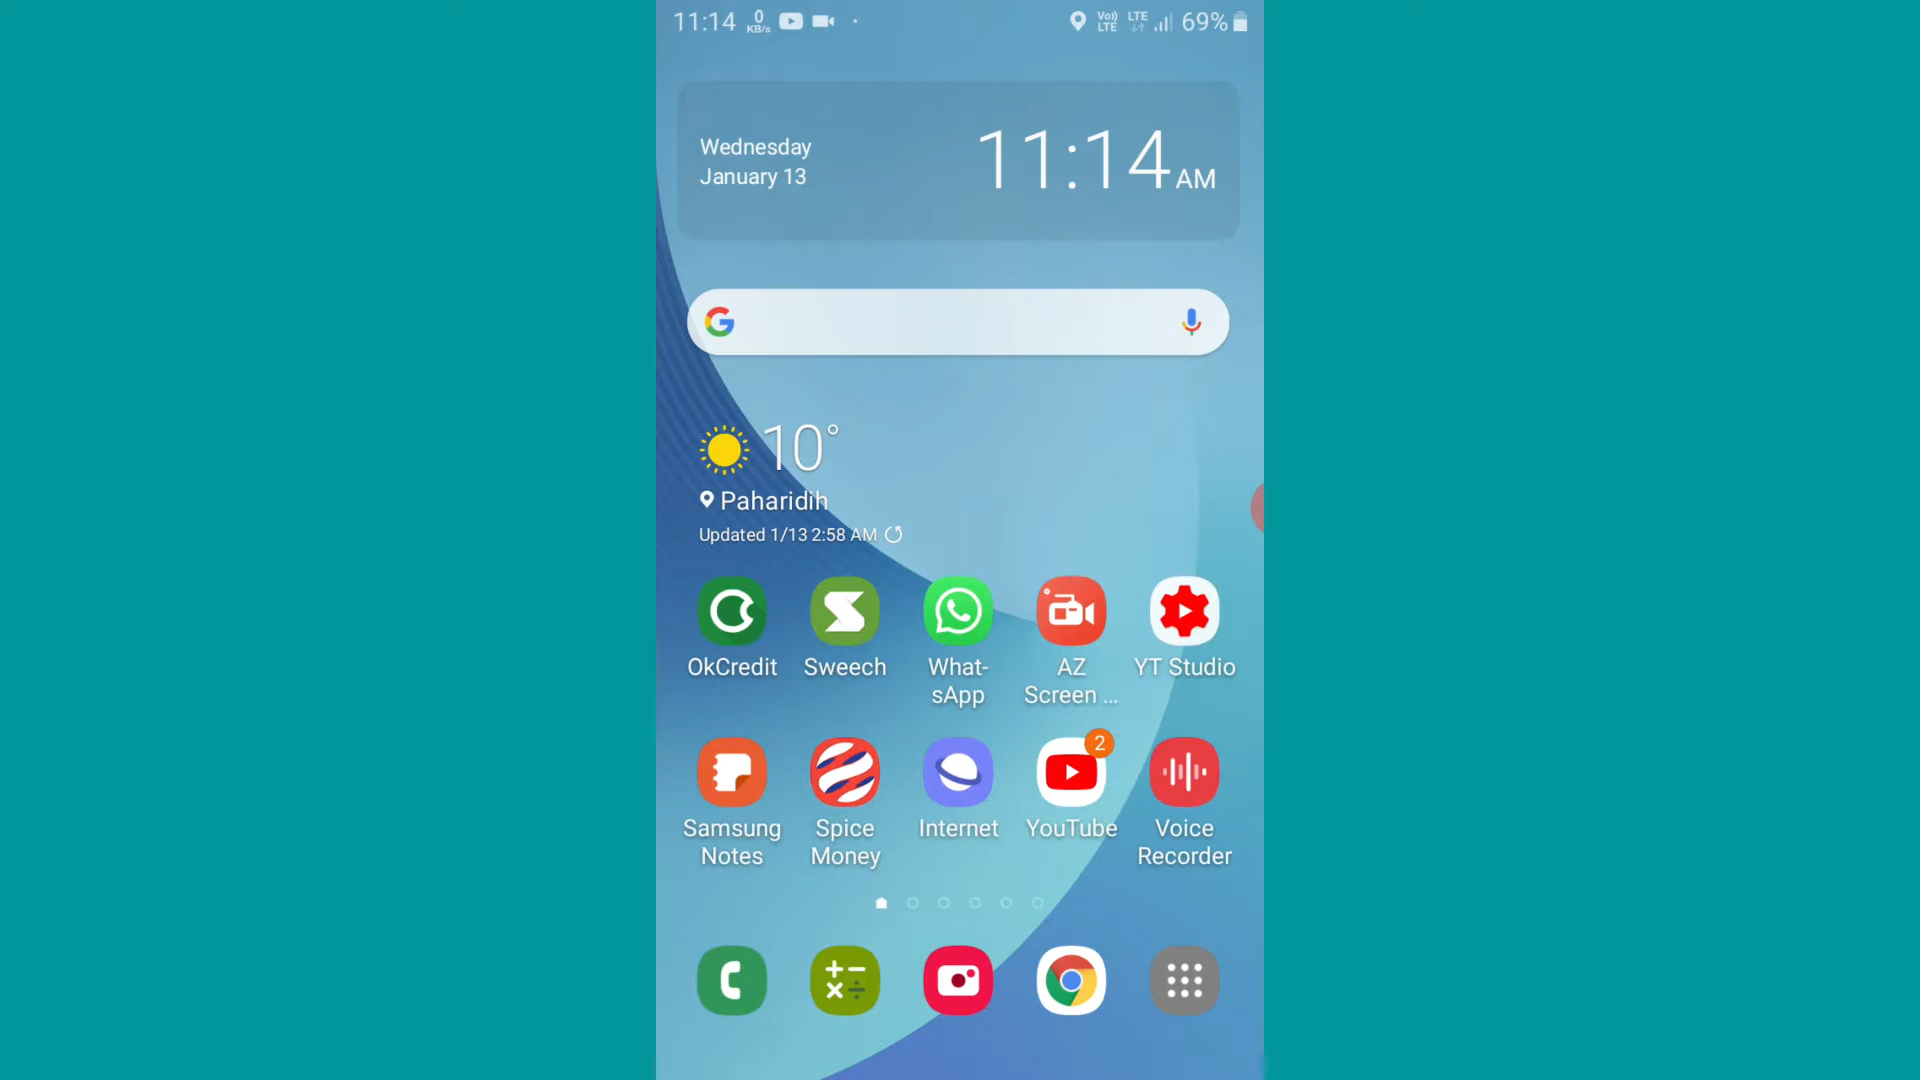 11:14 0 KB/s Vo)) LTE LTE 69%
Wednesday
January 13
11:14 AM
10°
Paharidih
Updated 1/13 2:58 AM
OkCredit Sweech What-
sApp AZ
Screen ... YT Studio
2
Samsung
Notes Spice
Money Internet YouTube Voice
Recorder